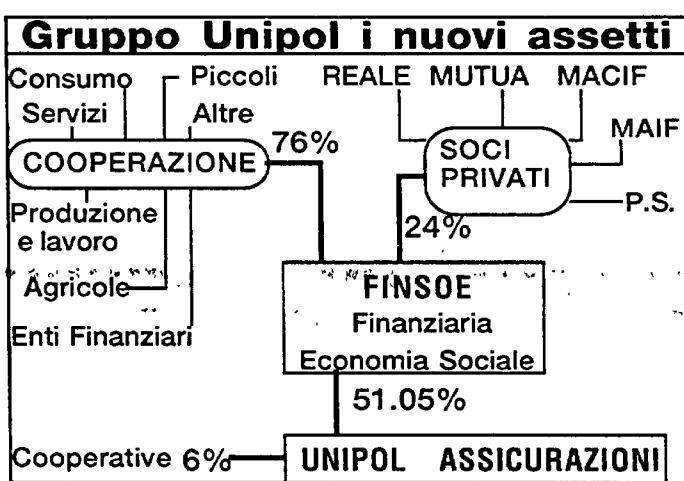 Gruppo Unipol i nuovi assetti
Consumo Piccoli REALE MUTUA MACIF
Servizi Altre MAIF
COOPERAZIONE 76% SOCI
PRIVATI
P.S.
Produzione
e lavoro
24%
Agricole
FINSOE
Finanziaria
Enti Finanziari
Economia Sociale
51.05%
Cooperative 6% UNIPOL ASSICURAZIONI